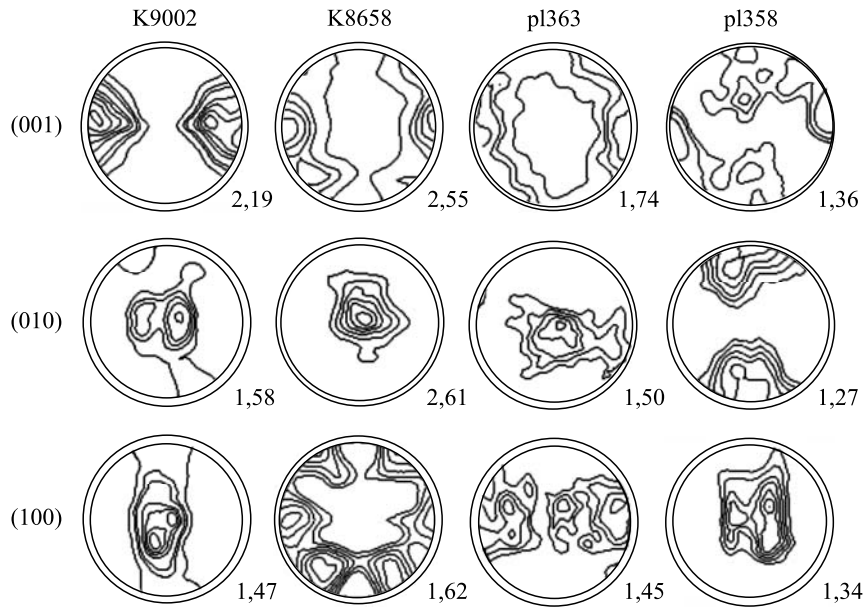 K9002 K8658 pl363 pl358
(001)
2,19 2,55 1,74 1,36
(010)
1,58 2,61 1,50 1,27
(100)
1,47 1,62 1,45 1,34